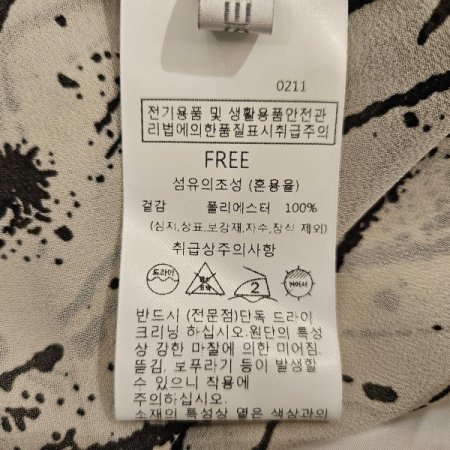 0211
전기용품 및 생활용품안전관
리법에의한품질표시취급주의
FREE
섬유의조성 (혼용율)
겉감 폴리에스터 100%
(심지,상표,보강재,자수,장식 제외)
취급상주의사항
드라이
2
반드시 (전문점)단독 드라이
크리닝 하십시오.원단의 특성
상 강한 마찰에 의한 미어짐,
뜯김, 보푸라기 등이 발생할
수 있으니 착용에
주의하십시오.
소재의 특성상 옅은 색상과의